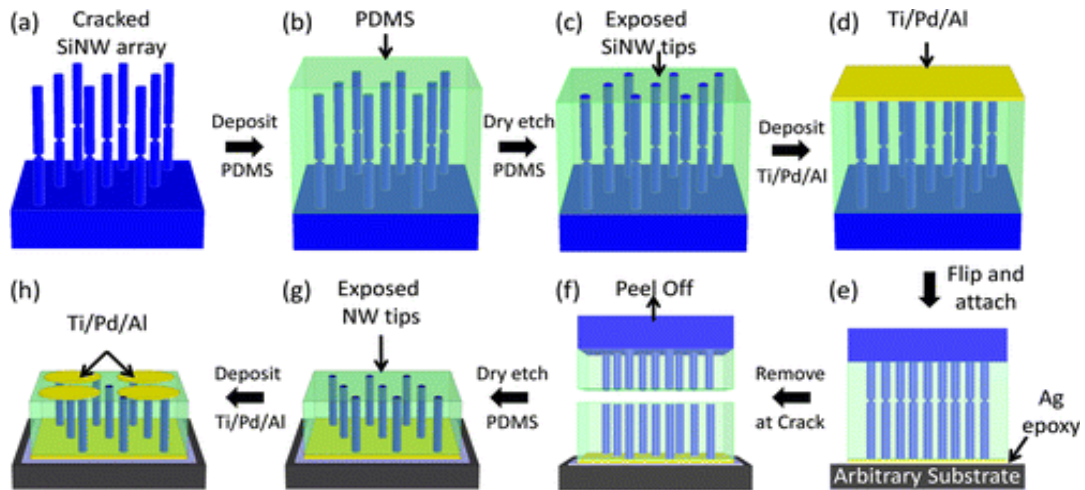 (a) Cracked
SiNW array
Deposit
PDMS
(b) PDMS
Dry etch
PDMS
(c) Exposed
SiNW tips
Deposit
Ti/Pd/Al
(d) Ti/Pd/Al
Flip and
attach
(e)
Ag
epoxy
Arbitrary Substrate
Remove
at Crack
(f) Peel Off
Dry etch
PDMS
(g) Exposed
NW tips
Deposit
Ti/Pd/Al
(h)
Ti/Pd/Al